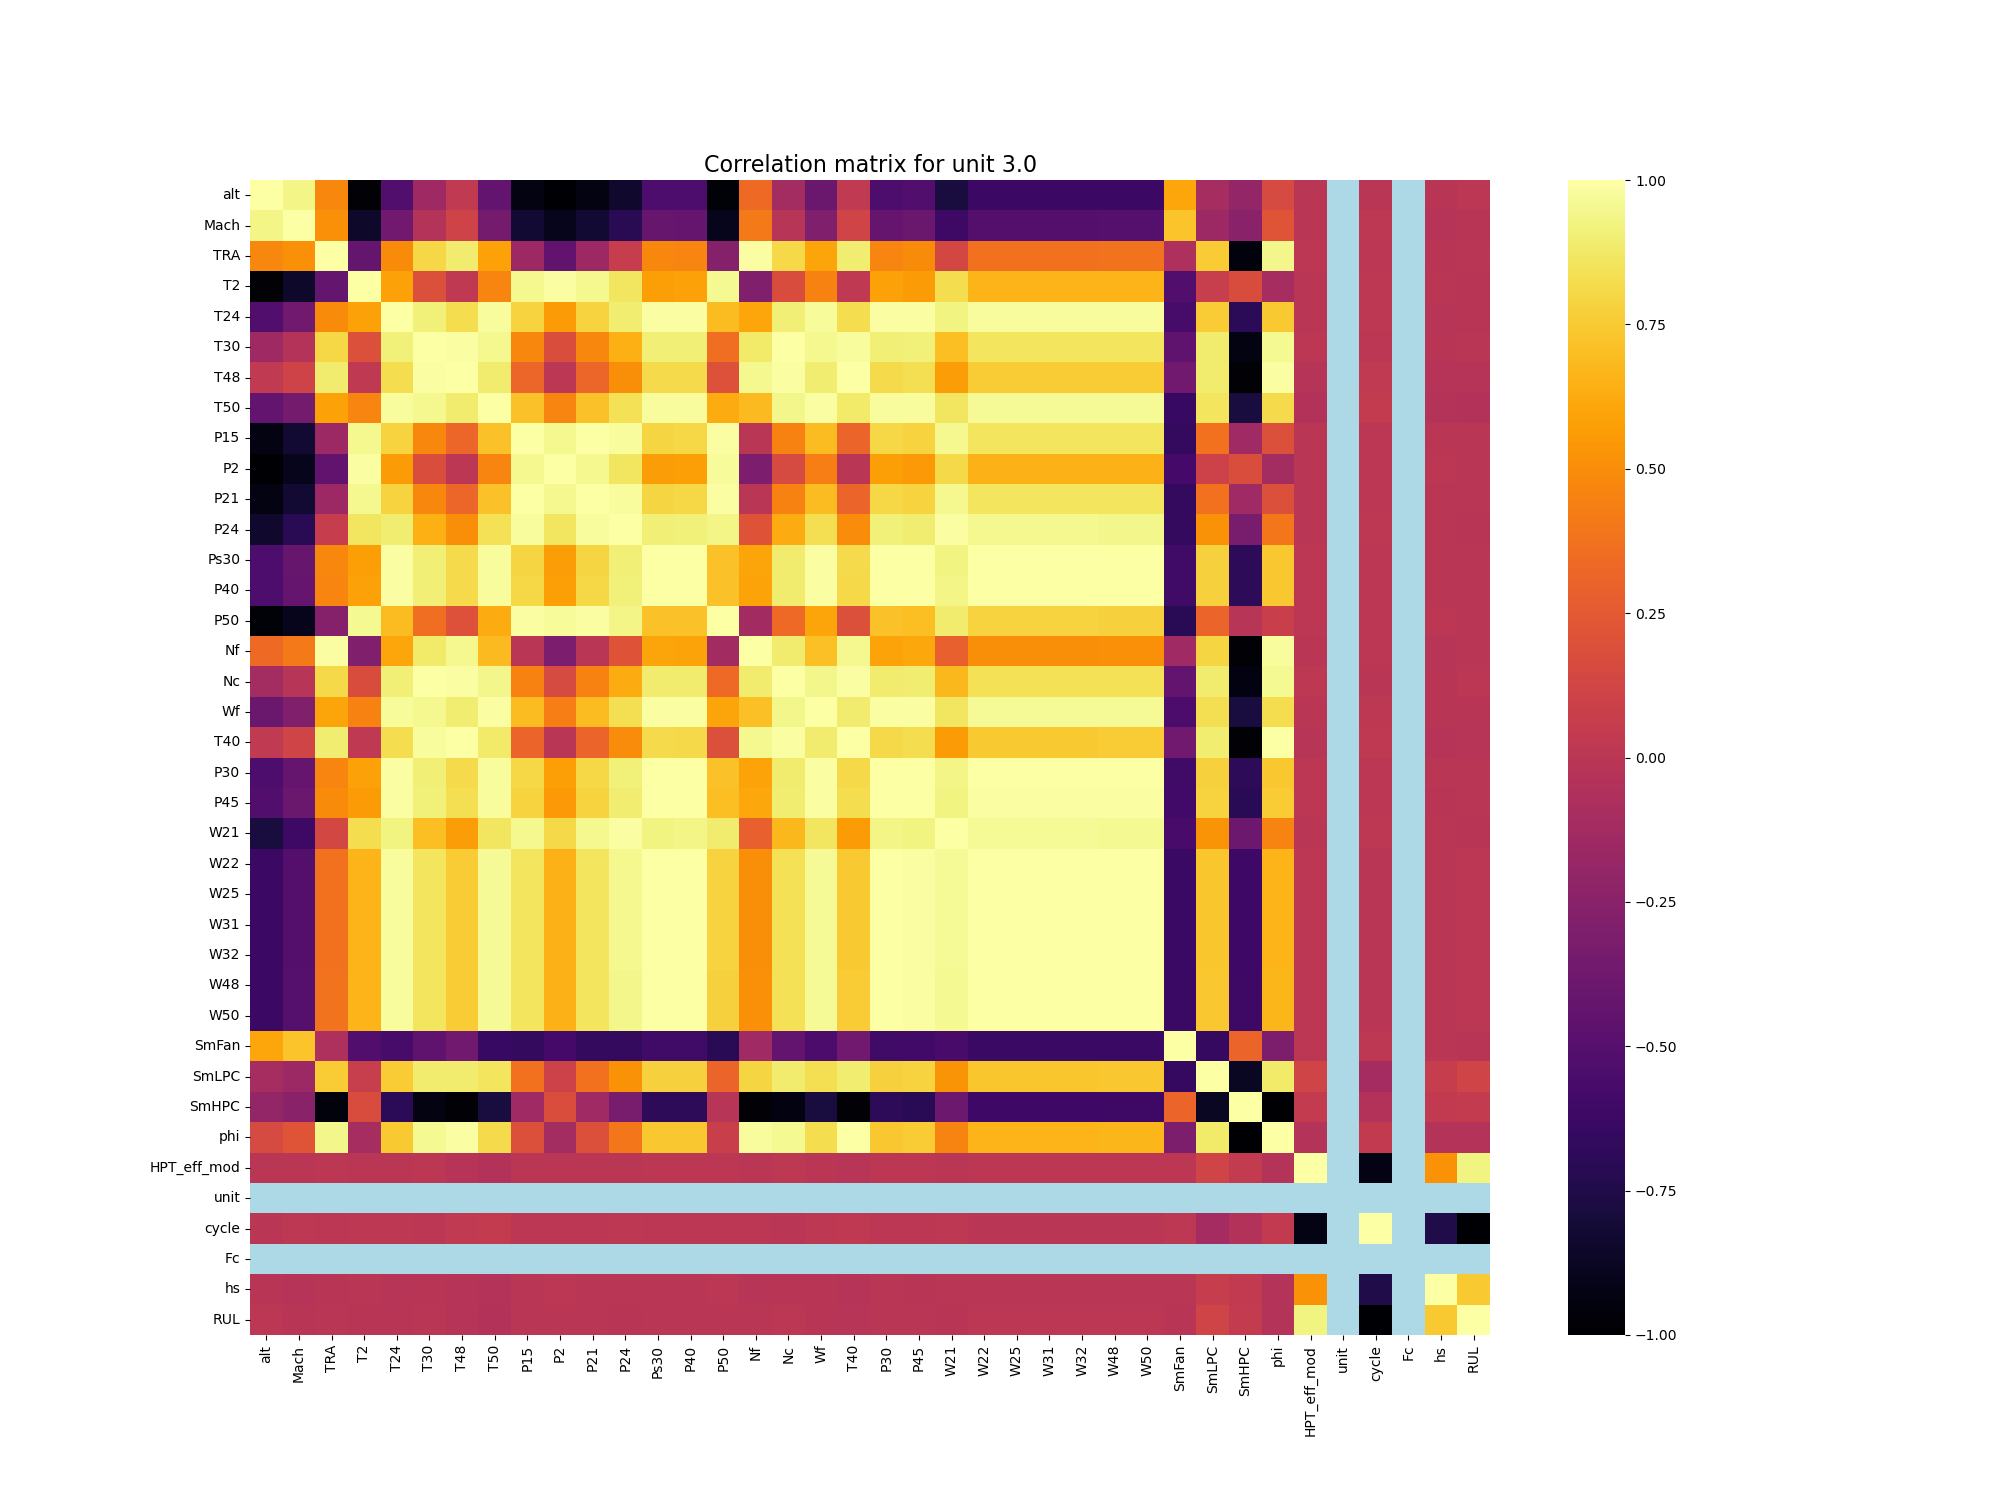 Correlation matrix for unit 3.0
alt
Mach
TRA
T2
T24
T30
T48
T50
P15
P2
P21
P24
Ps30
P40
P50
Nf
Nc
Wf
T40
P30
P45
W21
W22
W25
W31
W32
W48
W50
SmFan
SmLPC
SmHPC
phi
HPT_eff_mod
unit
cycle
Fc
hs
RUL
alt
Mach
TRA
T2
T24
T30
T48
T50
P15
P2
P21
P24
Ps30
P40
P50
Nf
Nc
Wf
T40
P30
P45
W21
W22
W25
W31
W32
W48
W50
SmFan
SmLPC
SmHPC
phi
HPT_eff_mod
unit
cycle
Fc
hs
RUL
1.00
0.75
0.50
0.25
0.00
−0.25
−0.50
−0.75
−1.00